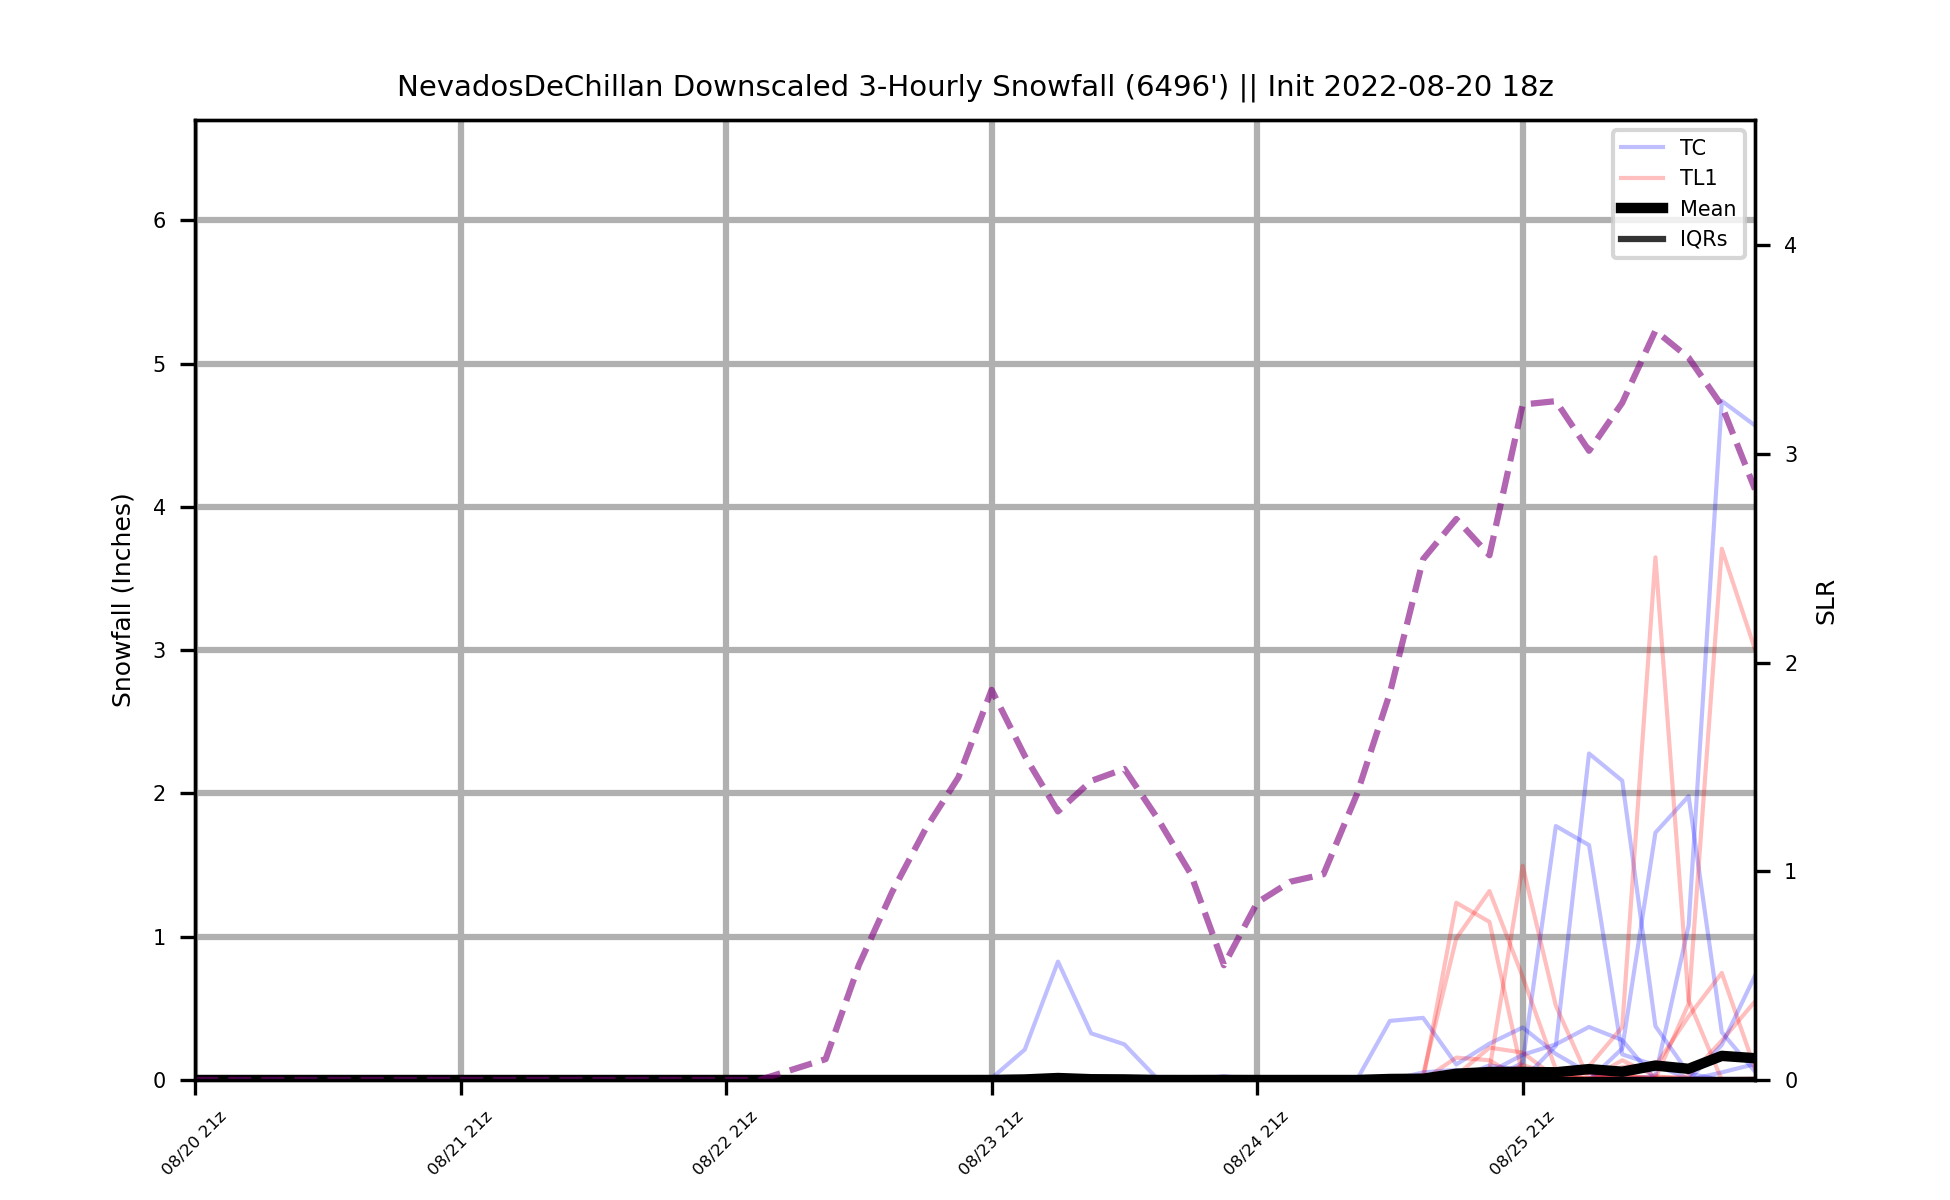 NevadosDeChillan Downscaled 3-Hourly Snowfall (6496') || Init 2022-08-20 18z
TC
TL1
Mean
IQRs
Snowfall (Inches)
6
5
4
3
2
1
0
SLR
4
3
2
1
0
08/20 21z
08/21 21z
08/22 21z
08/23 21z
08/24 21z
08/25 21z